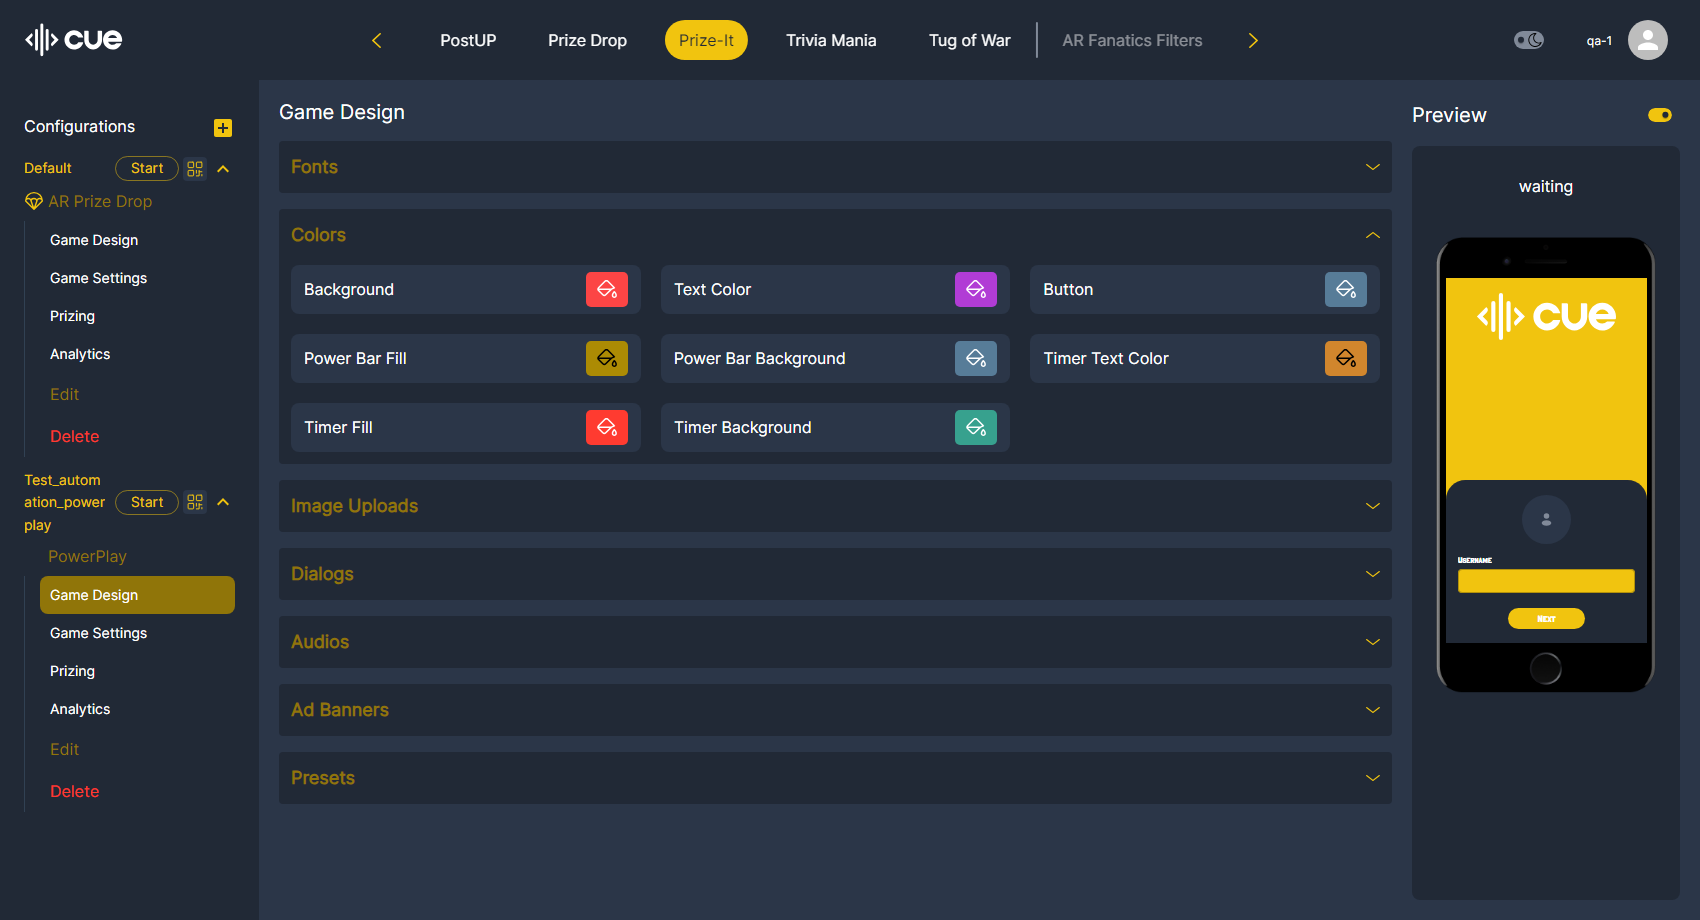 cue
PostUP
Prize Drop
Prize-It
Trivia Mania
Tug of War
AR Fanatics Filters
qa-1
Configurations
Default
Start
AR Prize Drop
Game Design
Game Settings
Prizing
Analytics
Edit
Delete
Test_autom
ation_power
play
Start
PowerPlay
Game Design
Game Settings
Prizing
Analytics
Edit
Delete
Game Design
Fonts
Colors
Background
Text Color
Button
Power Bar Fill
Power Bar Background
Timer Text Color
Timer Fill
Timer Background
Image Uploads
Dialogs
Audios
Ad Banners
Presets
Preview
waiting
cue
Username
Next